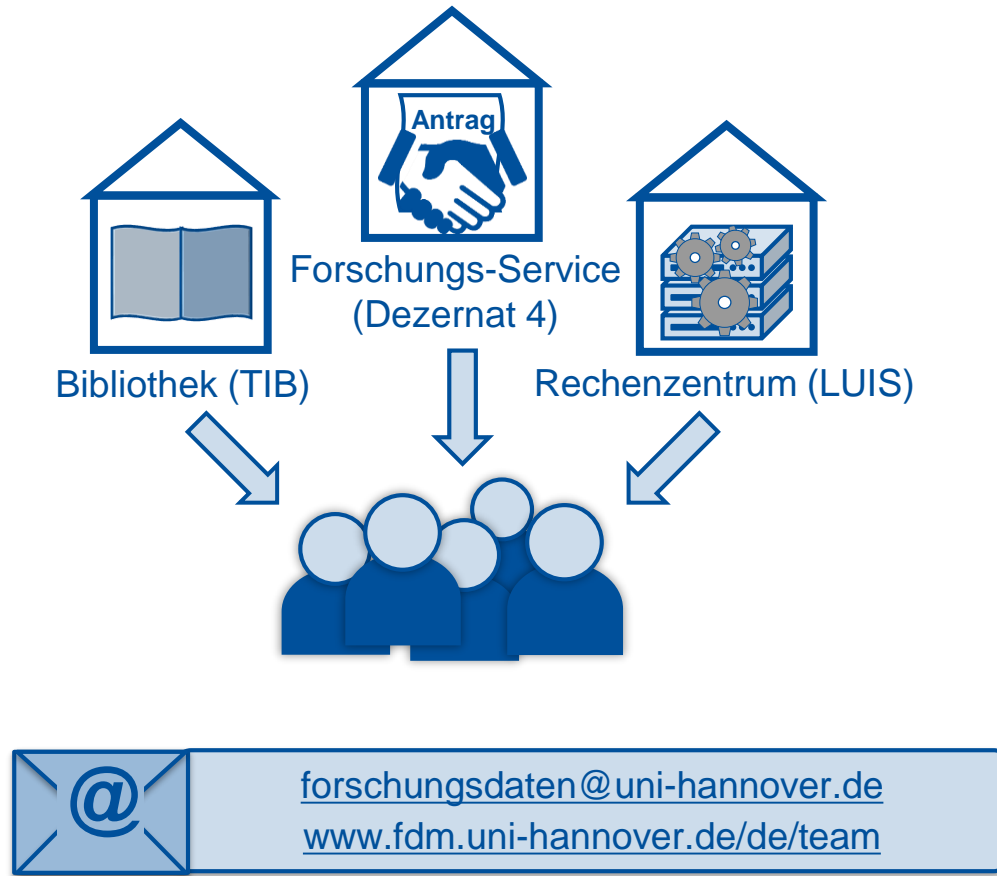 Antrag
Forschungs-Service
(Dezernat 4)
Bibliothek (TIB)
Rechenzentrum (LUIS)
@
forschungsdaten@uni-hannover.de
www.fdm.uni-hannover.de/de/team